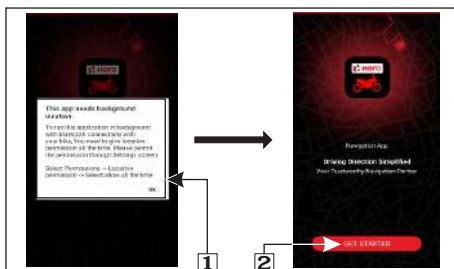 Hero
This app needs background
location.
To run this application in background
with Bluetooth connections with
your bike, You need to give location
permission all the time. Please permit
the permission through Settings screen
Select Permissions -> Location
permission -> Select allow all the time
OK
1
Hero
Navigation App
Driving Direction Simplified
Your Trustworthy Navigation Partner
2
GET STARTED